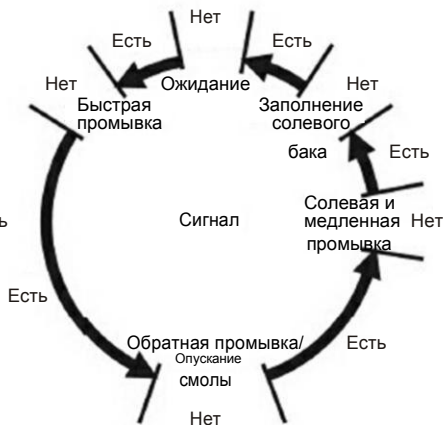 Нет
Есть
Есть
Нет
Ожидание
Нет
Быстрая
промывка
Заполнение
солевого
бака
Есть
Солевая и
медленная
промывка
Нет
Сигнал
Есть
Обратная промывка/
Опускание
смолы
Есть
Нет